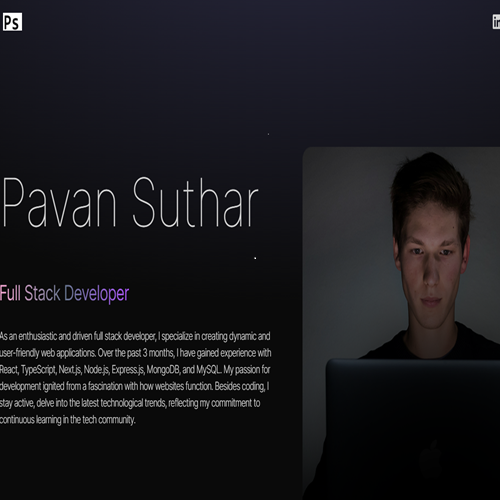 Ps
in
Pavan Suthar
Full Stack Developer
As an enthusiastic and driven full stack developer, I specialize in creating dynamic and
user-friendly web applications. Over the past 3 months, I have gained experience with
React, TypeScript, Next.js, Node.js, Express.js, MongoDB, and MySQL. My passion for
development ignited from a fascination with how websites function. Besides coding, I
stay active, delve into the latest technological trends, reflecting my commitment to
continuous learning in the tech community.